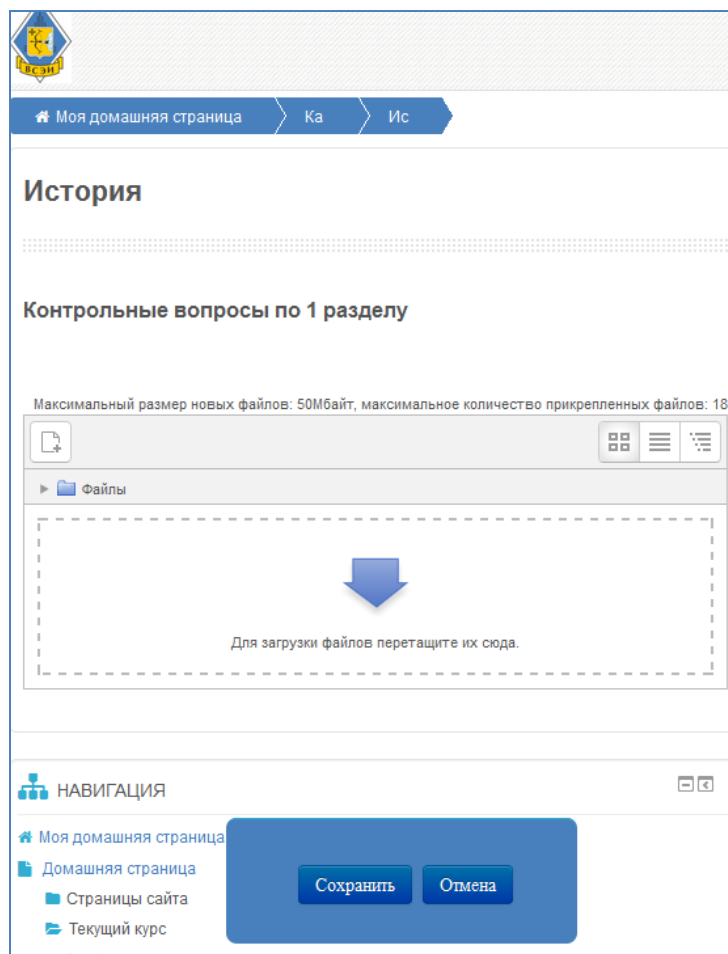 ВСЭИ
Моя домашняя страница Ка Ис
История
Контрольные вопросы по 1 разделу
Максимальный размер новых файлов: 50Мбайт, максимальное количество прикрепленных файлов: 18
Файлы
Для загрузки файлов перетащите их сюда.
НАВИГАЦИЯ
Моя домашняя страница
Домашняя страница
Страницы сайта
Текущий курс
Сохранить Отмена